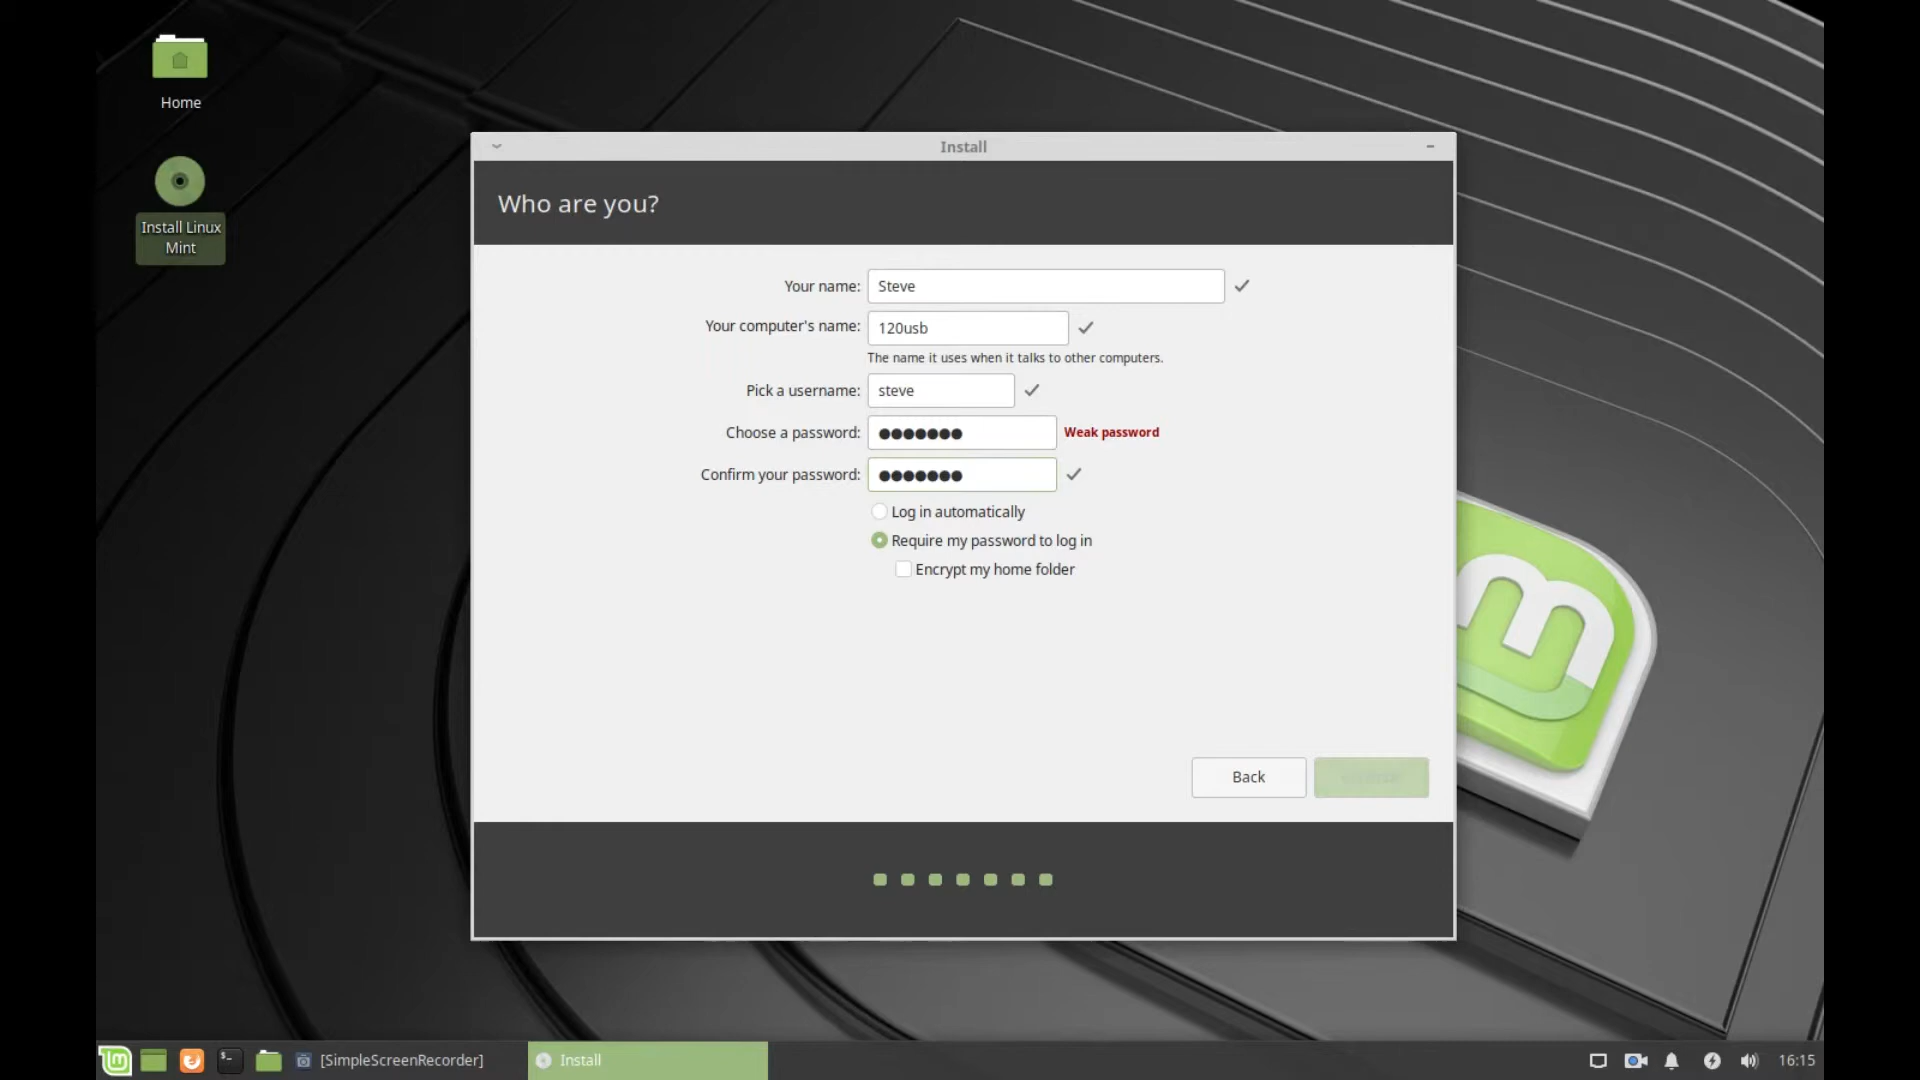 Home
Install Linux
Mint
Install
Who are you?
Your name: Steve
Your computer's name: 120usb
The name it uses when it talks to other computers.
Pick a username: steve
Choose a password: ●●●●●●● Weak password
Confirm your password: ●●●●●●●
Log in automatically
Require my password to log in
Encrypt my home folder
Back
[SimpleScreenRecorder]
Install
16:15